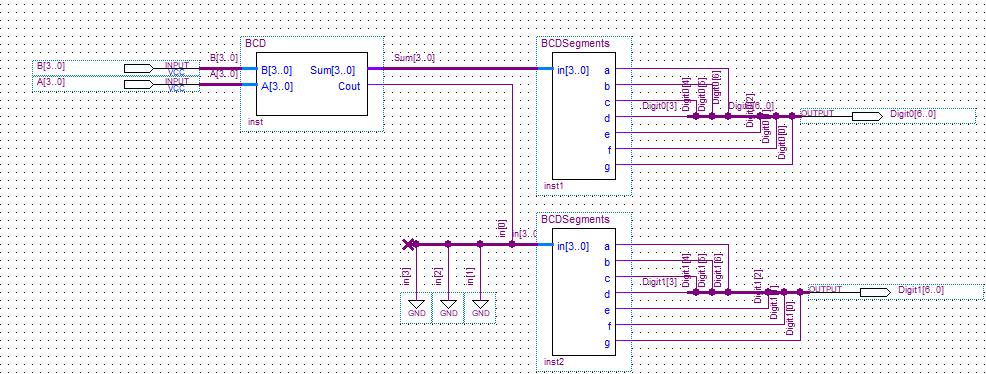 BCD
BCDSegments
B[3..0] INPUT VCC B[3..0] B[3..0] Sum[3..0] Sum[3..0] in[3..0] a
A[3..0] INPUT VCC A[3..0] A[3..0] Cout b
c
Digit0[3] d
e
f
g
Digit0[4]
Digit0[5]
Digit0[6]
Digit0[6..0]
Digit0[2]
Digit0[0]
OUTPUT Digit0[6..0]
inst
inst1
BCDSegments
in[0]
in[3..0] in[3..0] a
b
c
Digit1[3] d
e
f
g
in[3]
in[2]
in[1]
GND GND GND
Digit1[4]
Digit1[5]
Digit1[6]
Digit1[2]
Digit1[0]
OUTPUT Digit1[6..0]
inst2